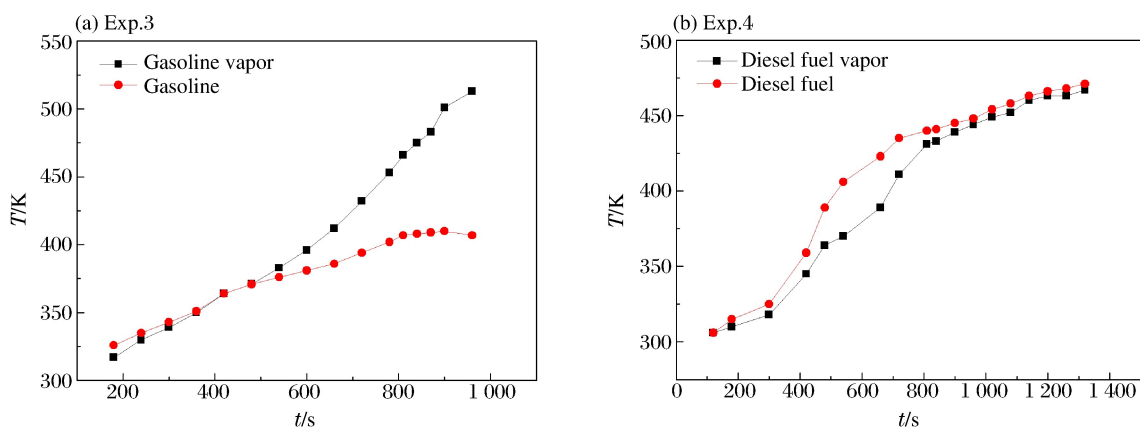 (a) Exp.3
550
500
450
400
350
300
T/K
Gasoline vapor
Gasoline
200
400
600
800
1 000
t/s
(b) Exp.4
500
450
400
350
300
T/K
Diesel fuel vapor
Diesel fuel
0
200
400
600
800
1 000
1 200
1 400
t/s